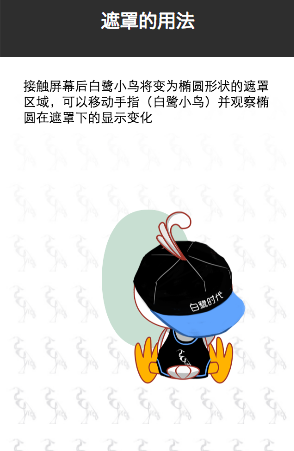 遮罩的用法
接触屏幕后白鹭小鸟将变为椭圆形状的遮罩
区域，可以移动手指（白鹭小鸟）并观察椭
圆在遮罩下的显示变化
白鹭时代